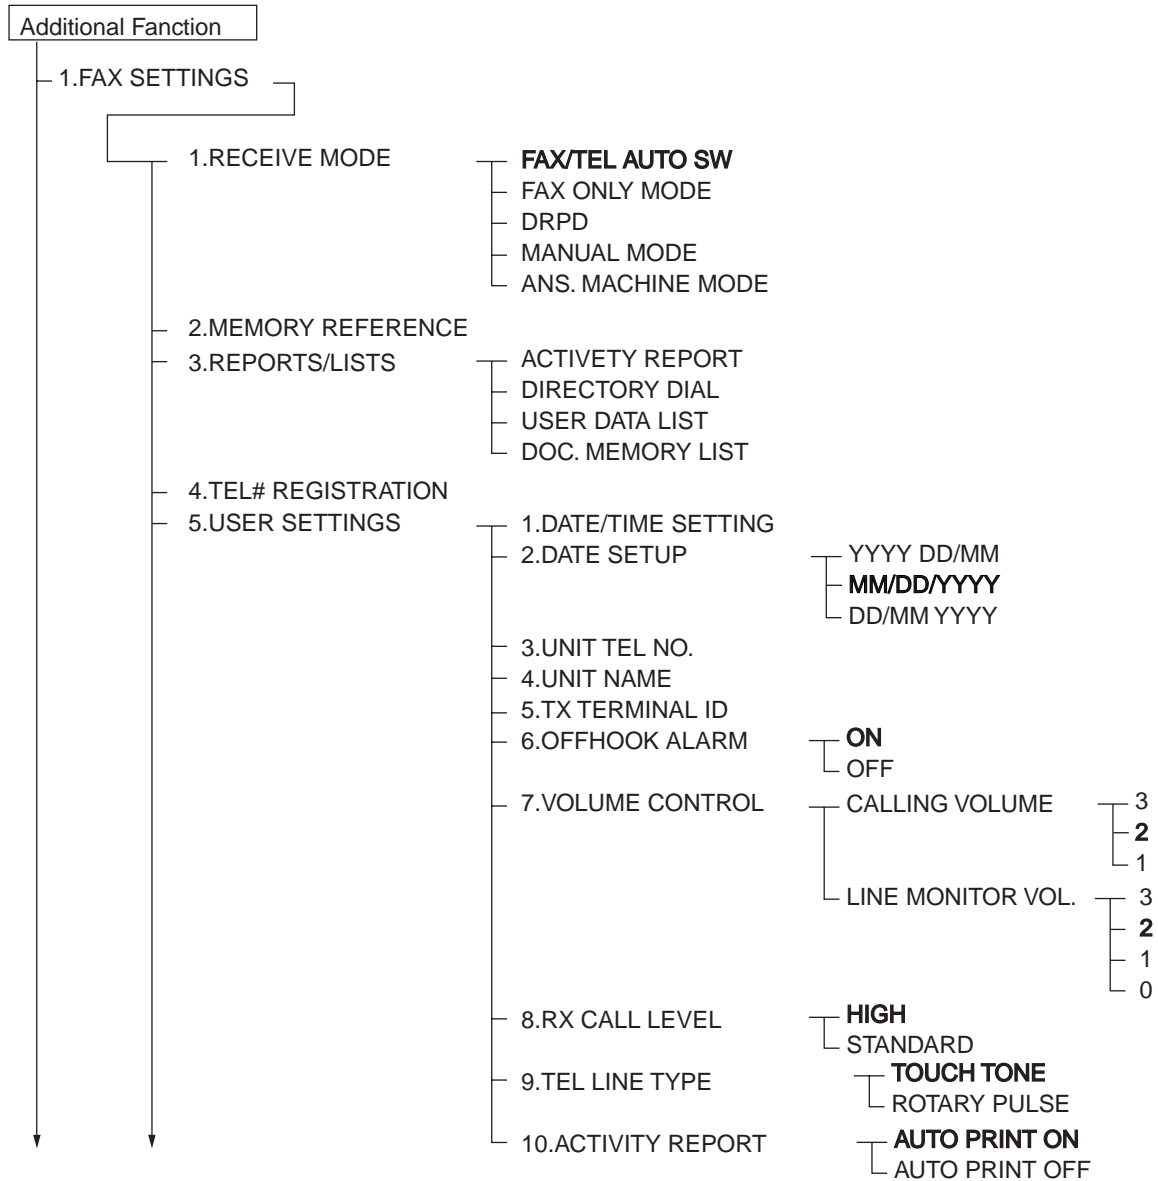 Additional Fanction
1.FAX SETTINGS
1.RECEIVE MODE
FAX/TEL AUTO SW
FAX ONLY MODE
DRPD
MANUAL MODE
ANS. MACHINE MODE
2.MEMORY REFERENCE
3.REPORTS/LISTS
ACTIVETY REPORT
DIRECTORY DIAL
USER DATA LIST
DOC. MEMORY LIST
4.TEL# REGISTRATION
5.USER SETTINGS
1.DATE/TIME SETTING
2.DATE SETUP
YYYY DD/MM
MM/DD/YYYY
DD/MM YYYY
3.UNIT TEL NO.
4.UNIT NAME
5.TX TERMINAL ID
6.OFFHOOK ALARM
ON
OFF
7.VOLUME CONTROL
CALLING VOLUME
3
2
1
LINE MONITOR VOL.
3
2
1
0
8.RX CALL LEVEL
HIGH
STANDARD
9.TEL LINE TYPE
TOUCH TONE
ROTARY PULSE
10.ACTIVITY REPORT
AUTO PRINT ON
AUTO PRINT OFF